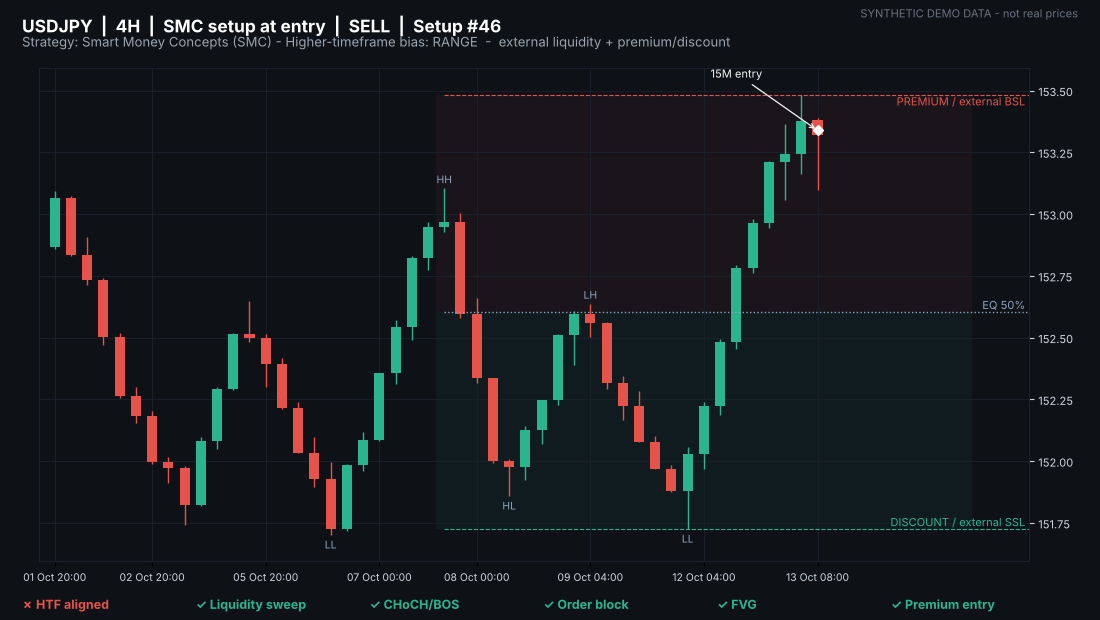 USDJPY | 4H | SMC setup at entry | SELL | Setup #46
SYNTHETIC DEMO DATA - not real prices
Strategy: Smart Money Concepts (SMC) - Higher-timeframe bias: RANGE - external liquidity + premium/discount
15M entry
153.50
PREMIUM / external BSL
153.25
HH
153.00
152.75
LH
EQ 50%
152.50
152.25
152.00
HL
DISCOUNT / external SSL
151.75
LL
LL
01 Oct 20:00 02 Oct 20:00 05 Oct 20:00 07 Oct 04:00 08 Oct 00:00 09 Oct 04:00 12 Oct 04:00 13 Oct 08:00
× HTF aligned ✓ Liquidity sweep ✓ CHoCH/BOS ✓ Order block ✓ FVG ✓ Premium entry